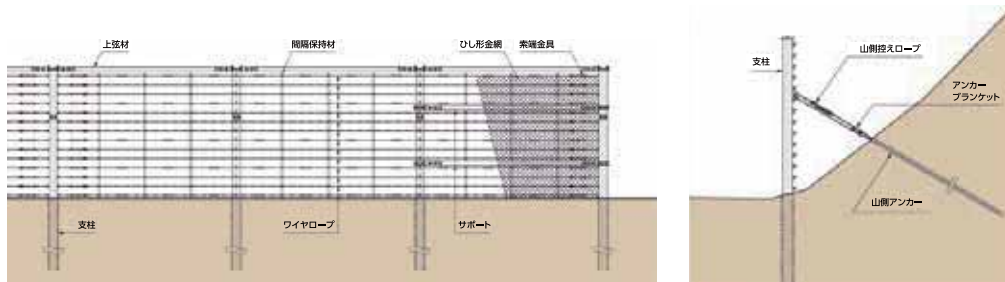 上弦材
間隔保持材
ひし形金網
索端金具
支柱
ワイヤロープ
サポート
支柱
山側控えロープ
アンカー
ブランケット
山側アンカー